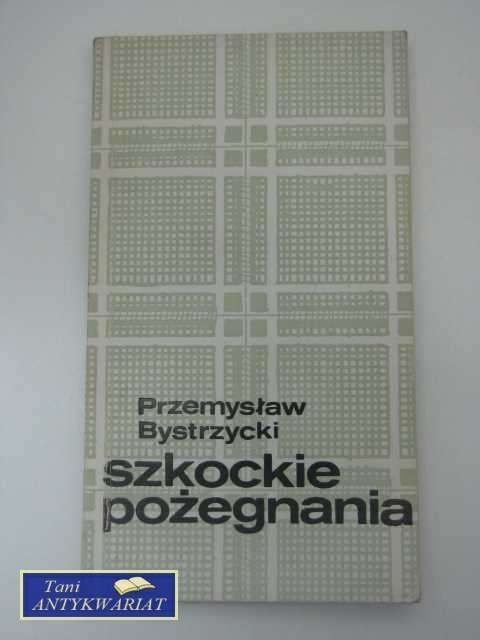 Przemysław
Bystrzycki
szkockie
pożegnania
Tani
ANTYKWARIAT